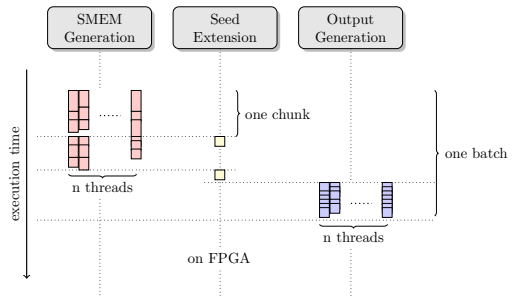 SMEM
Generation
Seed
Extension
Output
Generation
execution time
one chunk
one batch
n threads
n threads
on FPGA